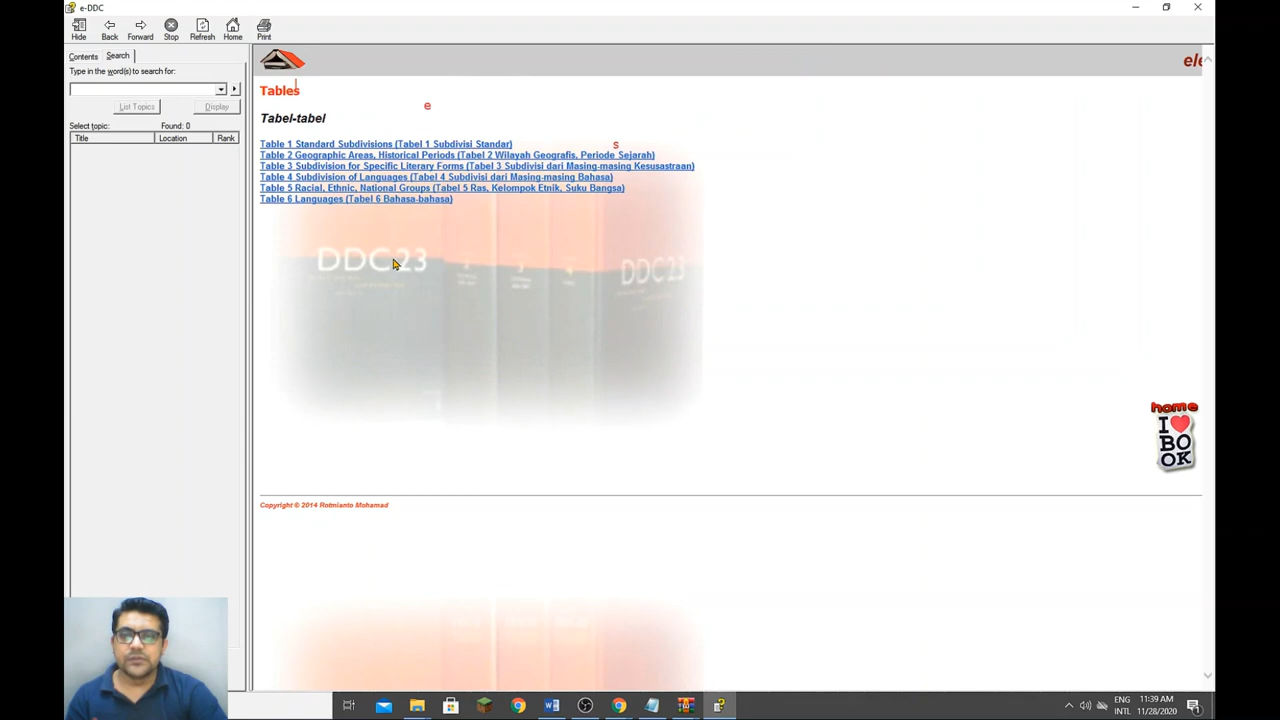 e-DDC
Hide Back Forward Stop Refresh Home Print
Contents Search
Type in the word(s) to search for:
List Topics Display
Select topic: Found: 0
Title Location Rank
ele
Tables
e
Tabel-tabel
s
Table 1 Standard Subdivisions (Tabel 1 Subdivisi Standar)
Table 2 Geographic Areas, Historical Periods (Tabel 2 Wilayah Geografis, Periode Sejarah)
Table 3 Subdivision for Specific Literary Forms (Tabel 3 Subdivisi dari Masing-masing Kesusastraan)
Table 4 Subdivision of Languages (Tabel 4 Subdivisi dari Masing-masing Bahasa)
Table 5 Racial, Ethnic, National Groups (Tabel 5 Ras, Kelompok Etnik, Suku Bangsa)
Table 6 Languages (Tabel 6 Bahasa-bahasa)
DDC 23
DDC 23
home
I
BO
OK
Copyright © 2014 Rotmianto Mohamad
ENG 11:39 AM
INTL 11/28/2020